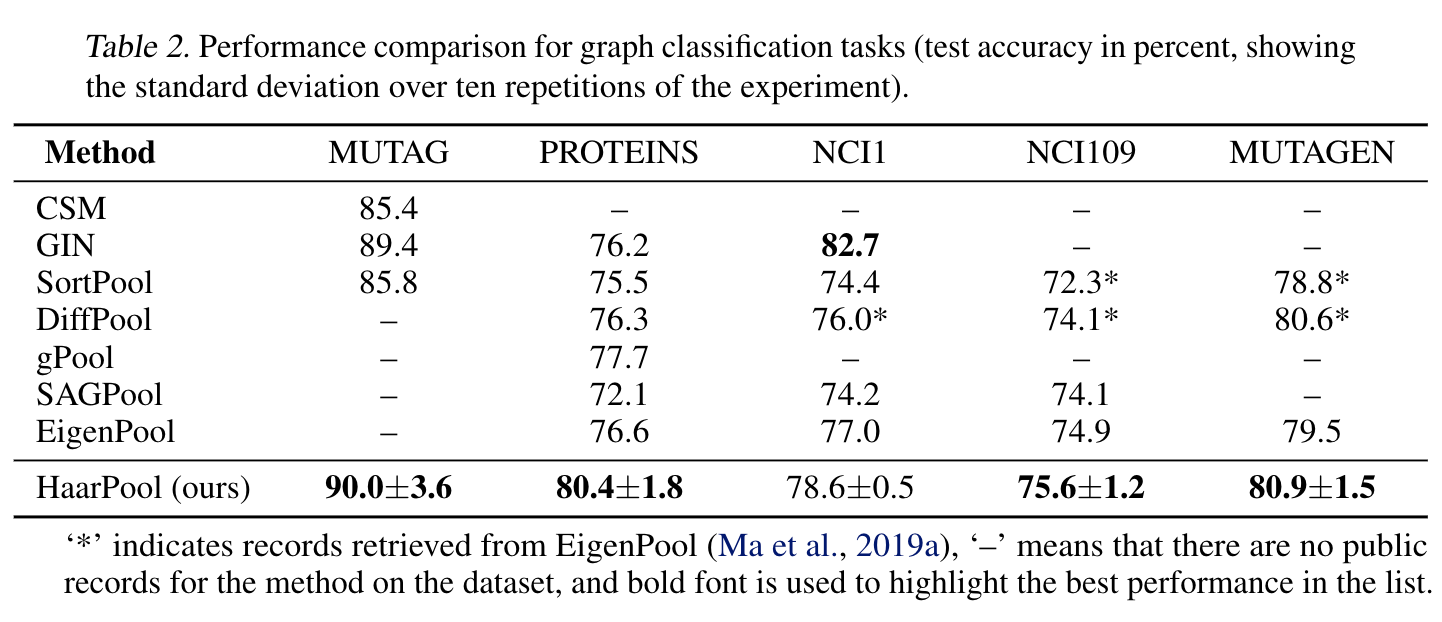 Table 2. Performance comparison for graph classification tasks (test accuracy in percent, showing
the standard deviation over ten repetitions of the experiment).
Method MUTAG PROTEINS NCI1 NCI109 MUTAGEN
CSM 85.4 – – – –
GIN 89.4 76.2 82.7 – –
SortPool 85.8 75.5 74.4 72.3* 78.8*
DiffPool – 76.3 76.0* 74.1* 80.6*
gPool – 77.7 – – –
SAGPool – 72.1 74.2 74.1 –
EigenPool – 76.6 77.0 74.9 79.5
HaarPool (ours) 90.0±3.6 80.4±1.8 78.6±0.5 75.6±1.2 80.9±1.5
‘*’ indicates records retrieved from EigenPool (Ma et al., 2019a), ‘–’ means that there are no public
records for the method on the dataset, and bold font is used to highlight the best performance in the list.